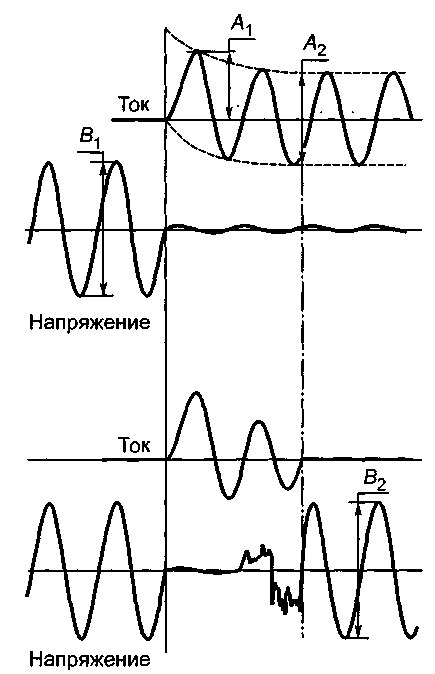 A₁
A₂
Ток
B₁
Напряжение
Ток
B₂
Напряжение